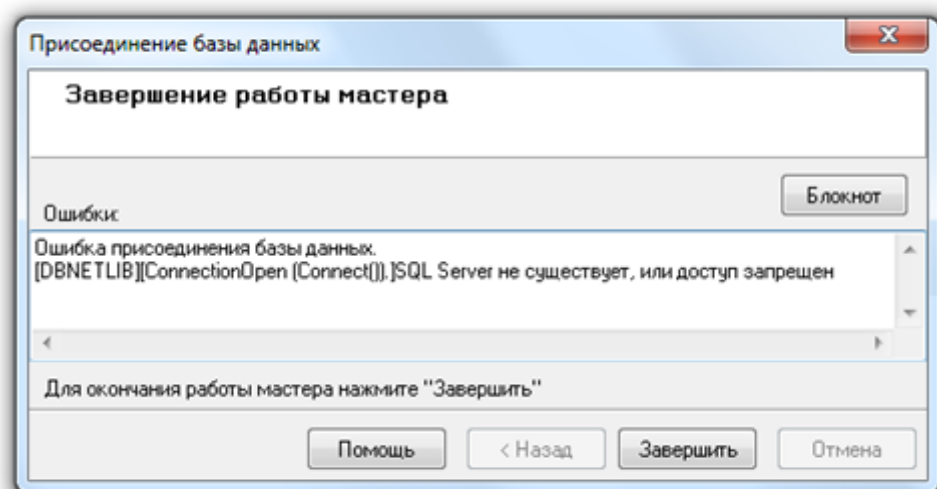 Присоединение базы данных
Завершение работы мастера
Блокнот
Ошибки:
Ошибка присоединения базы данных.
[DBNETLIB][ConnectionOpen (Connect()).]SQL Server не существует, или доступ запрещен
Для окончания работы мастера нажмите "Завершить"
Помощь < Назад Завершить Отмена